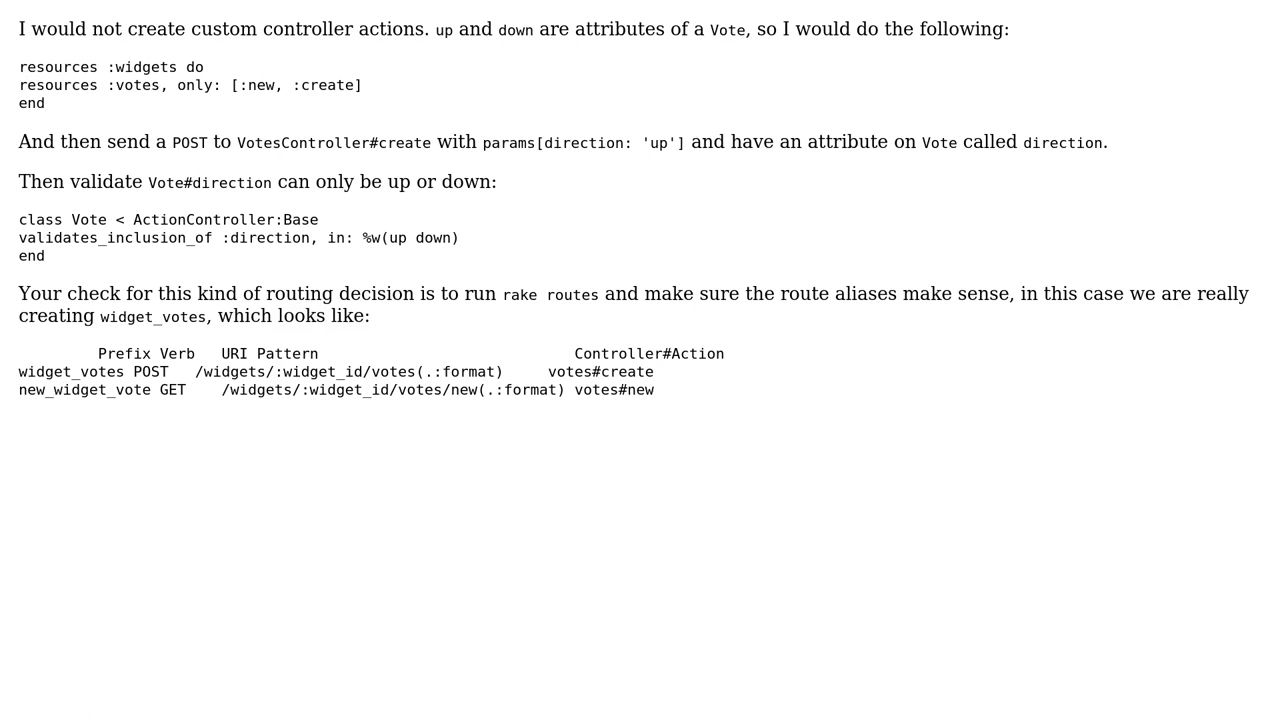 I would not create custom controller actions. up and down are attributes of a Vote, so I would do the following:
resources :widgets do
resources :votes, only: [:new, :create]
end
And then send a POST to VotesController#create with params[direction: 'up'] and have an attribute on Vote called direction.
Then validate Vote#direction can only be up or down:
class Vote < ActionController:Base
validates_inclusion_of :direction, in: %w(up down)
end
Your check for this kind of routing decision is to run rake routes and make sure the route aliases make sense, in this case we are really
creating widget_votes, which looks like:
         Prefix Verb   URI Pattern                             Controller#Action
widget_votes POST   /widgets/:widget_id/votes(.:format)     votes#create
new_widget_vote GET    /widgets/:widget_id/votes/new(.:format) votes#new